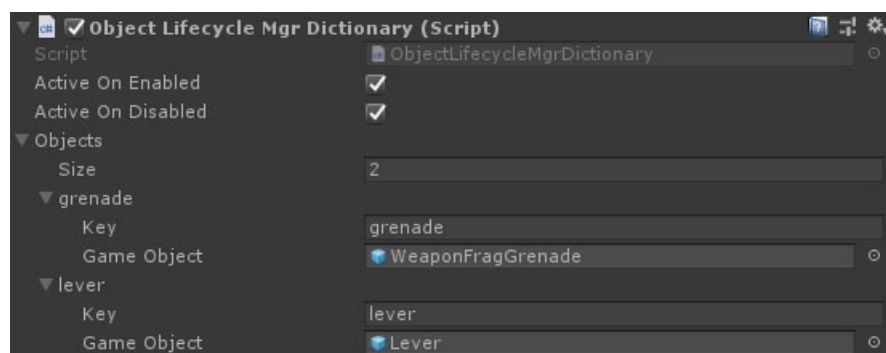 Object Lifecycle Mgr Dictionary (Script)
Script ObjectLifecycleMgrDictionary
Active On Enabled
Active On Disabled
Objects
Size 2
grenade
Key grenade
Game Object WeaponFragGrenade
lever
Key lever
Game Object Lever